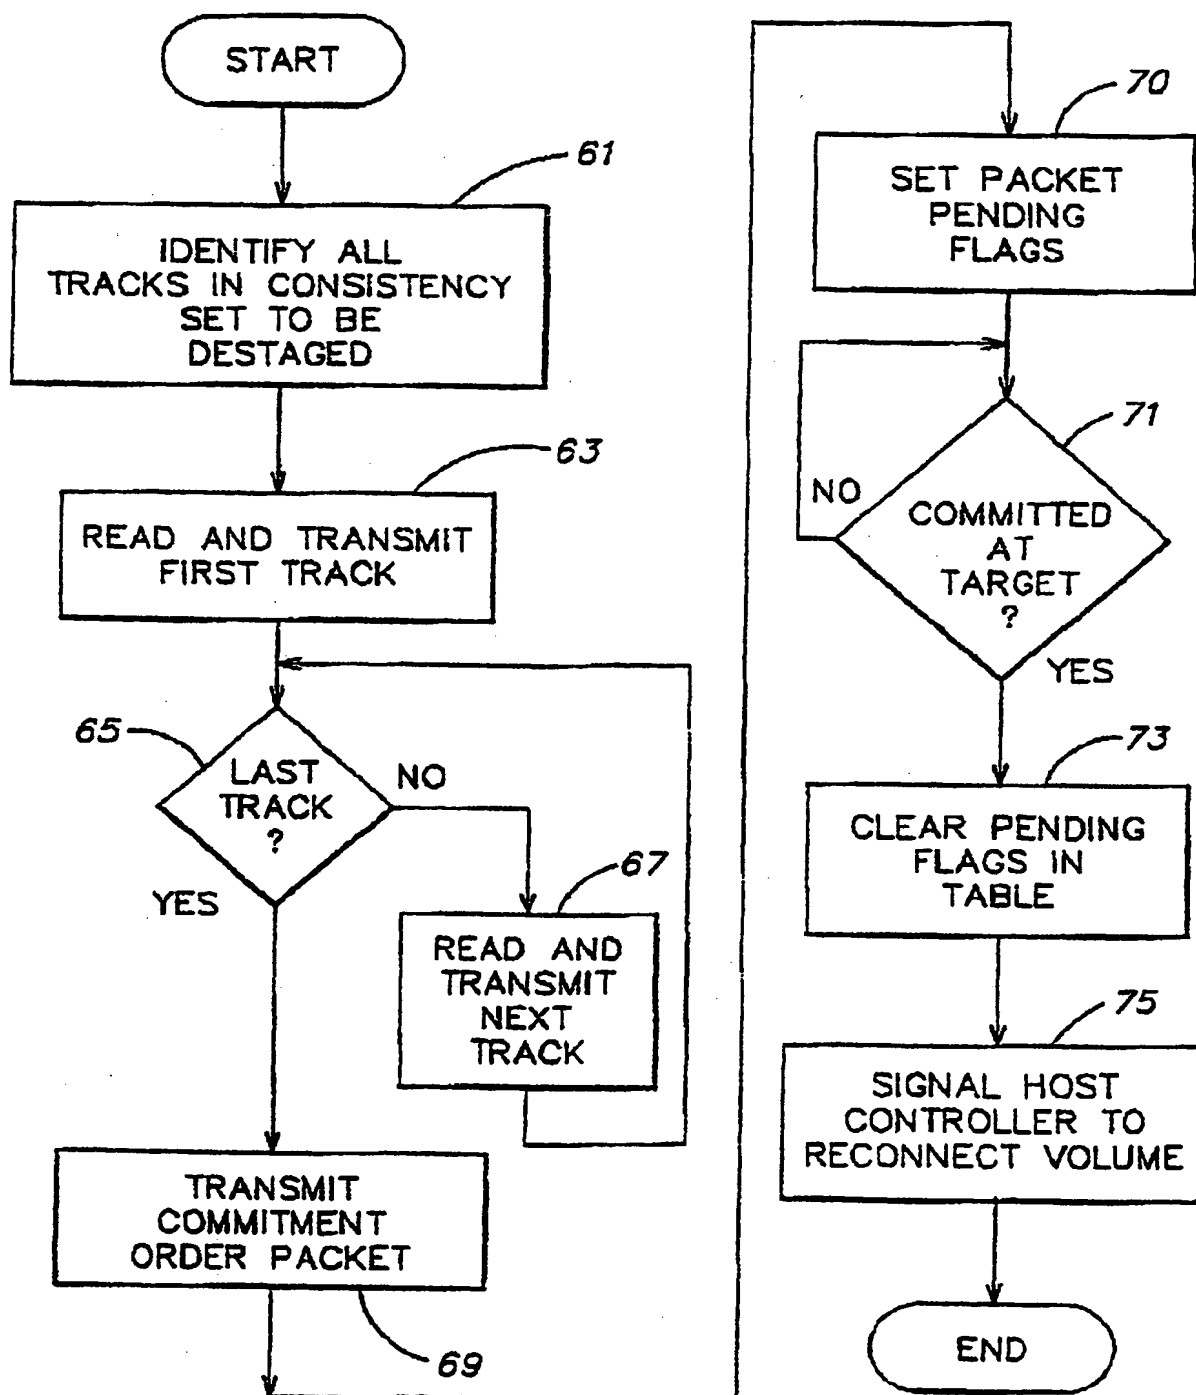 START
61
IDENTIFY ALL
TRACKS IN CONSISTENCY
SET TO BE
DESTAGED
63
READ AND TRANSMIT
FIRST TRACK
65
LAST
TRACK
?
NO
YES
67
READ AND
TRANSMIT
NEXT
TRACK
TRANSMIT
COMMITMENT
ORDER PACKET
69
70
SET PACKET
PENDING
FLAGS
71
NO
COMMITTED
AT
TARGET
?
YES
73
CLEAR PENDING
FLAGS IN
TABLE
75
SIGNAL HOST
CONTROLLER TO
RECONNECT VOLUME
END